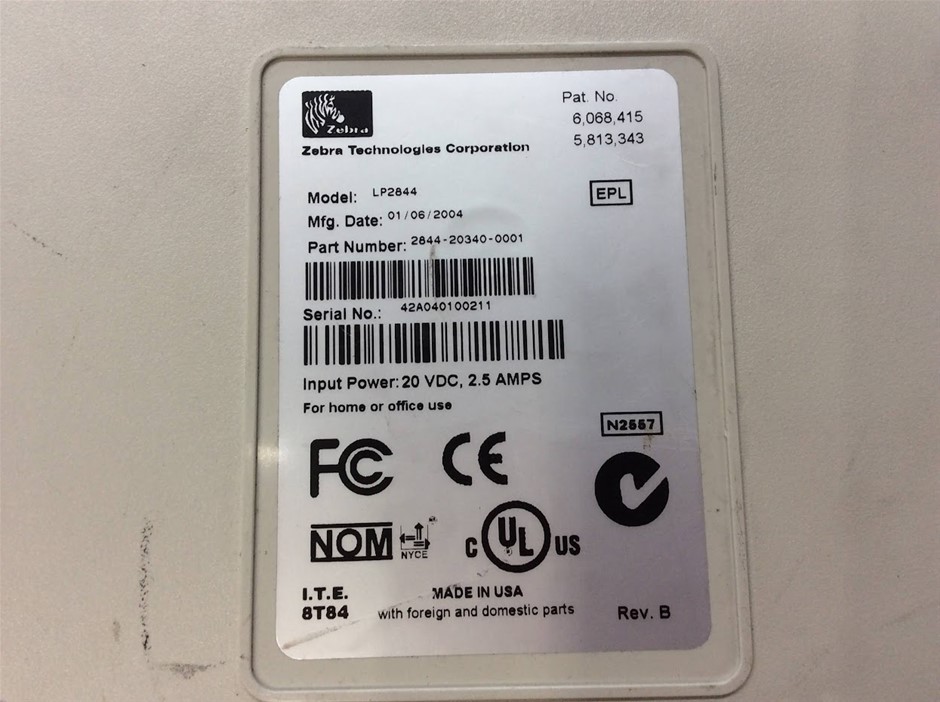 Zebra
Zebra Technologies Corporation
Pat. No.
6,068,415
5,813,343
Model: LP2844
EPL
Mfg. Date: 01/06/2004
Part Number: 2844-20340-0001
Serial No.: 42A040100211
Input Power: 20 VDC, 2.5 AMPS
For home or office use
N2557
FC
CE
NOM
NYCE
C UL US
I.T.E.
8T84
MADE IN USA
with foreign and domestic parts
Rev. B